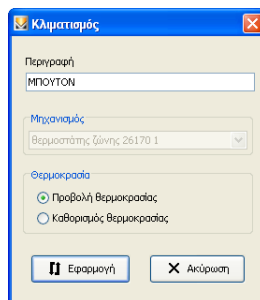 Κλιματισμός
Περιγραφή
ΜΠΟΥΤΟΝ
Μηχανισμός
θερμοστάτης ζώνης 26170 1
Θερμοκρασία
Προβολή θερμοκρασίας
Καθορισμός θερμοκρασίας
Εφαρμογή
Ακύρωση